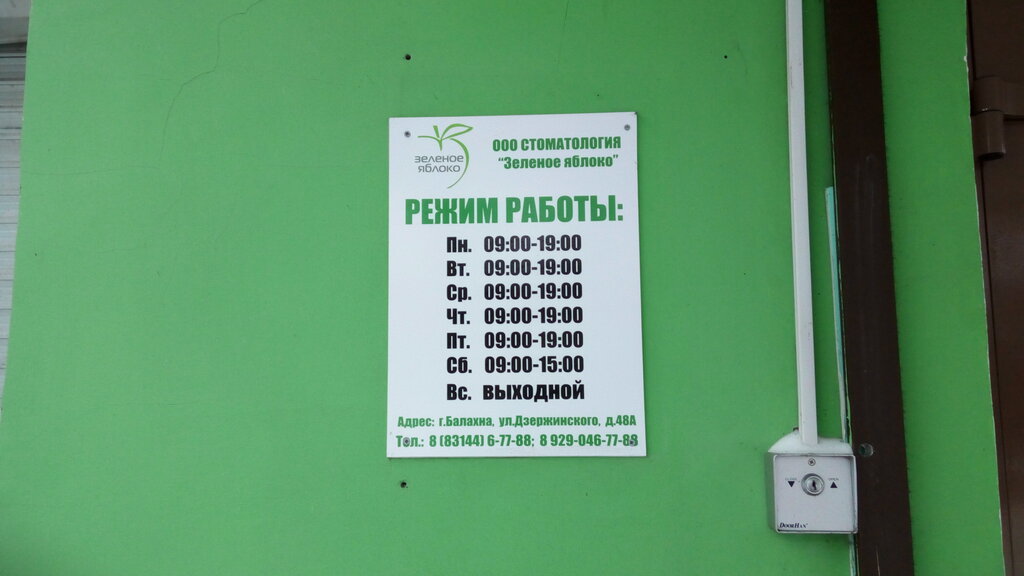 зеленое
яблоко
ООО СТОМАТОЛОГИЯ
"Зеленое яблоко"
РЕЖИМ РАБОТЫ:
Пн. 09:00-19:00
Вт. 09:00-19:00
Ср. 09:00-19:00
Чт. 09:00-19:00
Пт. 09:00-19:00
Сб. 09:00-15:00
Вс. ВЫХОДНОЙ
Адрес: г.Балахна, ул.Дзержинского, д.48А
Тел.: 8 (83144) 6-77-88; 8 929-046-77-88
DOORHAN